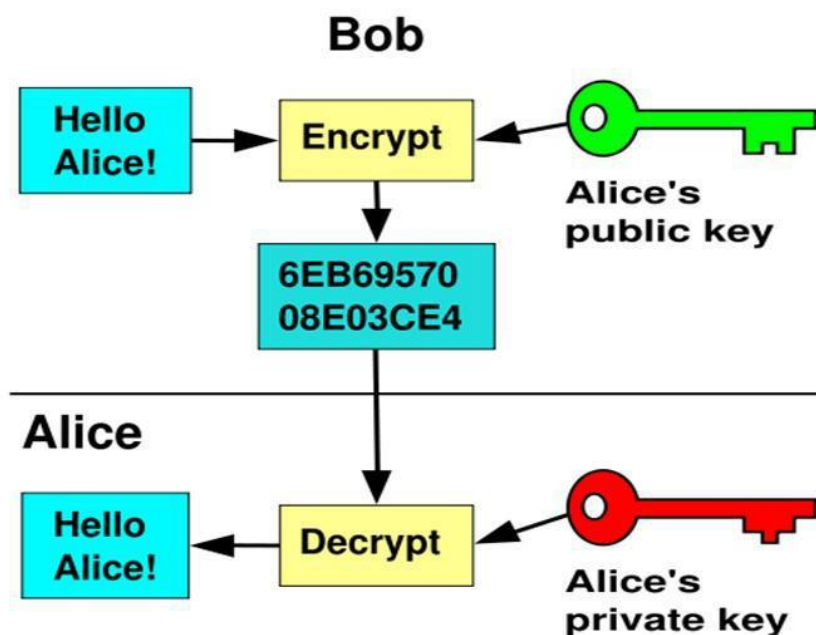 Bob
Hello
Alice!
Encrypt
Alice's
public key
6EB69570
08E03CE4
Alice
Hello
Alice!
Decrypt
Alice's
private key